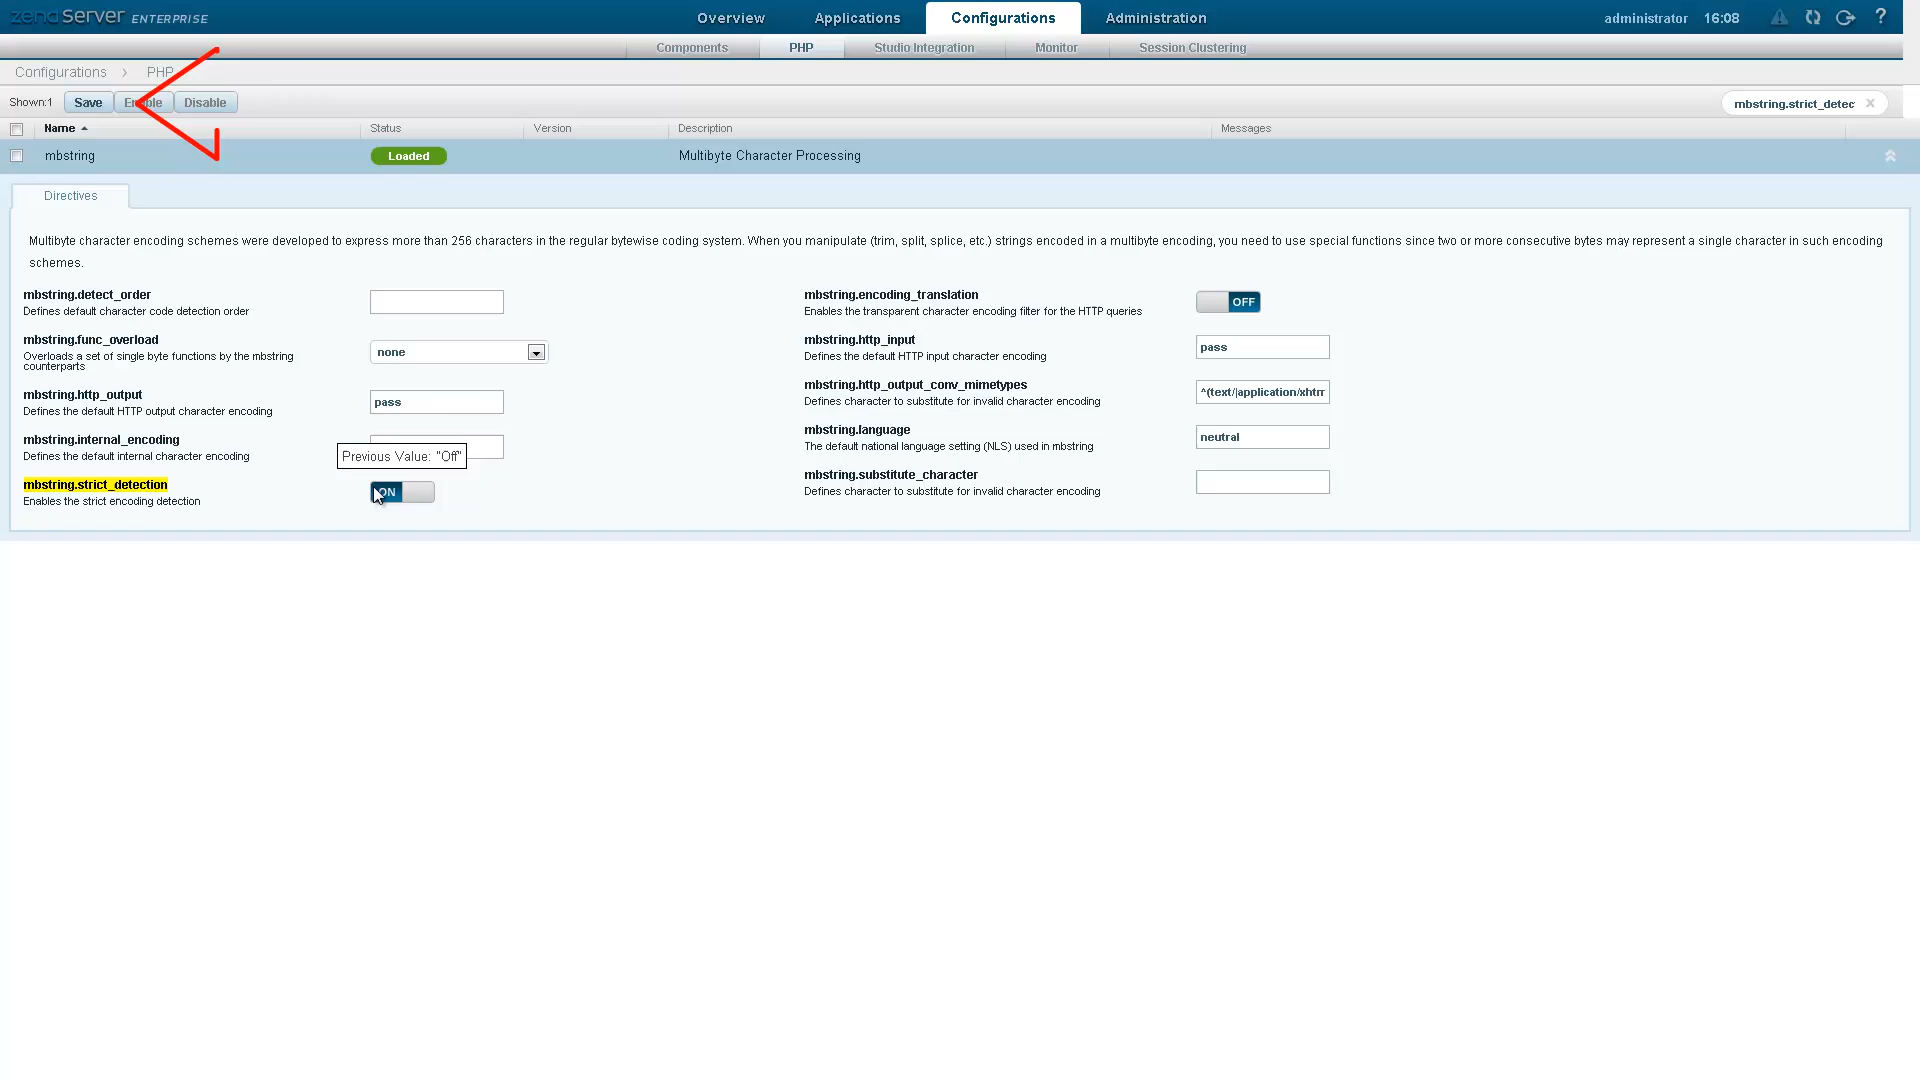 zend Server ENTERPRISE
Overview
Applications
Configurations
Administration
administrator
16:08
?
Components
PHP
Studio Integration
Monitor
Session Clustering
Configurations > PHP
Shown:1
Save
Enable
Disable
mbstring.strict_detec
Name
Status
Version
Description
Messages
mbstring
Loaded
Multibyte Character Processing
Directives
Multibyte character encoding schemes were developed to express more than 256 characters in the regular bytewise coding system. When you manipulate (trim, split, splice, etc.) strings encoded in a multibyte encoding, you need to use special functions since two or more consecutive bytes may represent a single character in such encoding
schemes.
mbstring.detect_order
Defines default character code detection order
mbstring.func_overload
Overloads a set of single byte functions by the mbstring
counterparts
none
mbstring.http_output
Defines the default HTTP output character encoding
pass
mbstring.internal_encoding
Defines the default internal character encoding
Previous Value: "Off"
mbstring.strict_detection
Enables the strict encoding detection
ON
mbstring.encoding_translation
Enables the transparent character encoding filter for the HTTP queries
OFF
mbstring.http_input
Defines the default HTTP input character encoding
pass
mbstring.http_output_conv_mimetypes
Defines character to substitute for invalid character encoding
^(text/|application/xhtm
mbstring.language
The default national language setting (NLS) used in mbstring
neutral
mbstring.substitute_character
Defines character to substitute for invalid character encoding